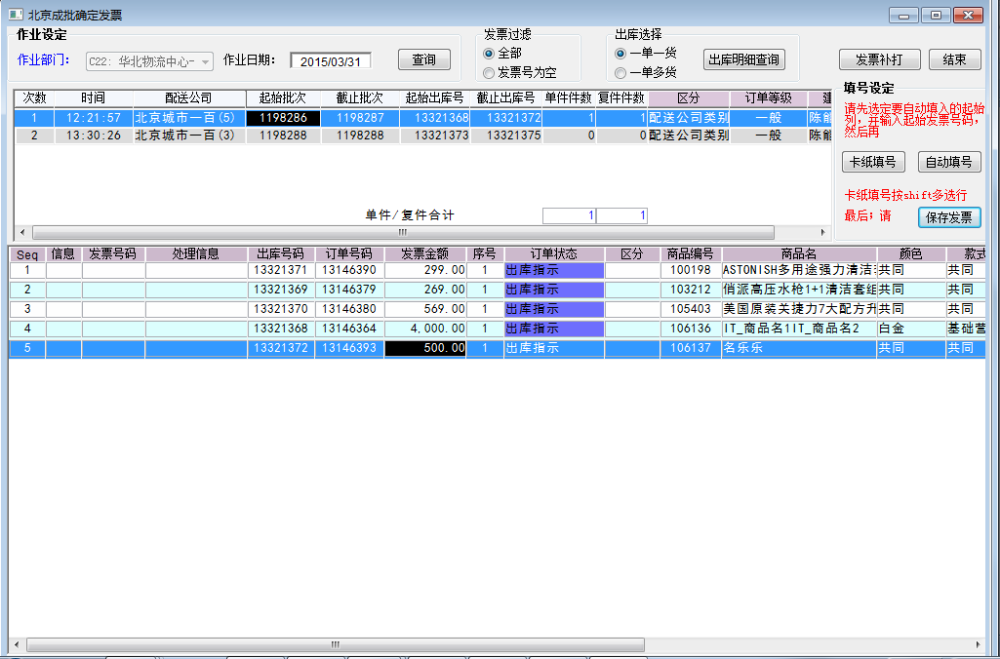 北京成批确定发票
作业设定
作业部门： C22: 华北物流中心- 作业日期： 2015/03/31 查询
发票过滤
全部
发票号为空
出库选择
一单一货
一单多货
出库明细查询 发票补打 结束
次数 时间 配送公司 起始批次 截止批次 起始出库号 截止出库号 单件件数 复件件数 区分 订单等级 建
1 12:21:57 北京城市一百(5) 1198286 1198287 13321368 13321372 1 1 配送公司类别 一般 陈能
2 13:30:26 北京城市一百(3) 1198288 1198288 13321373 13321375 0 0 配送公司类别 一般 陈能
单件/复件合计 1 1
填号设定
请先选定要自动填入的起始
列，并输入起始发票号码，
然后再
卡纸填号 自动填号
卡纸填号按shift多选行
最后；请 保存发票
Seq 信息 发票号码 处理信息 出库号码 订单号码 发票金额 序号 订单状态 区分 商品编号 商品名 颜色 款式
1 13321371 13146390 299.00 1 出库指示 100198 ASTONISH多用途强力清洁 共同 共同
2 13321369 13146379 269.00 1 出库指示 103212 俏派高压水枪1+1清洁套组 共同 共同
3 13321370 13146380 569.00 1 出库指示 105403 美国原装关捷力7大配方升 共同 共同
4 13321368 13146364 4,000.00 1 出库指示 106136 IT_商品名1IT_商品名2 白金 基础营
5 13321372 13146393 500.00 1 出库指示 106137 名乐乐 共同 共同